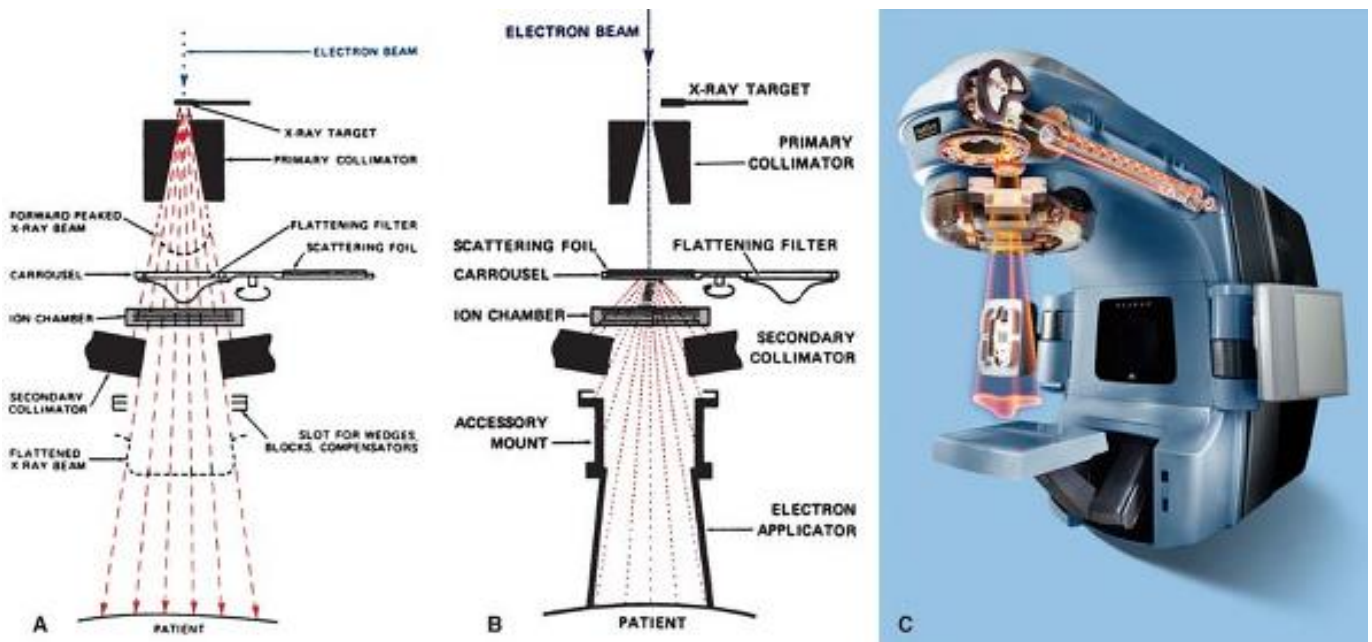 ELECTRON BEAM
X-RAY TARGET
PRIMARY COLLIMATOR
FORWARD PEAKED
X-RAY BEAM
FLATTENING FILTER
SCATTERING FOIL
CARROUSEL
ION CHAMBER
SECONDARY
COLLIMATOR
SLOT FOR WEDGES,
BLOCKS, COMPENSATORS
FLATTENED
X RAY BEAM
A
PATIENT
ELECTRON BEAM
X-RAY TARGET
PRIMARY
COLLIMATOR
SCATTERING FOIL
FLATTENING FILTER
CARROUSEL
ION CHAMBER
SECONDARY
COLLIMATOR
ACCESSORY
MOUNT
ELECTRON
APPLICATOR
B
PATIENT
C